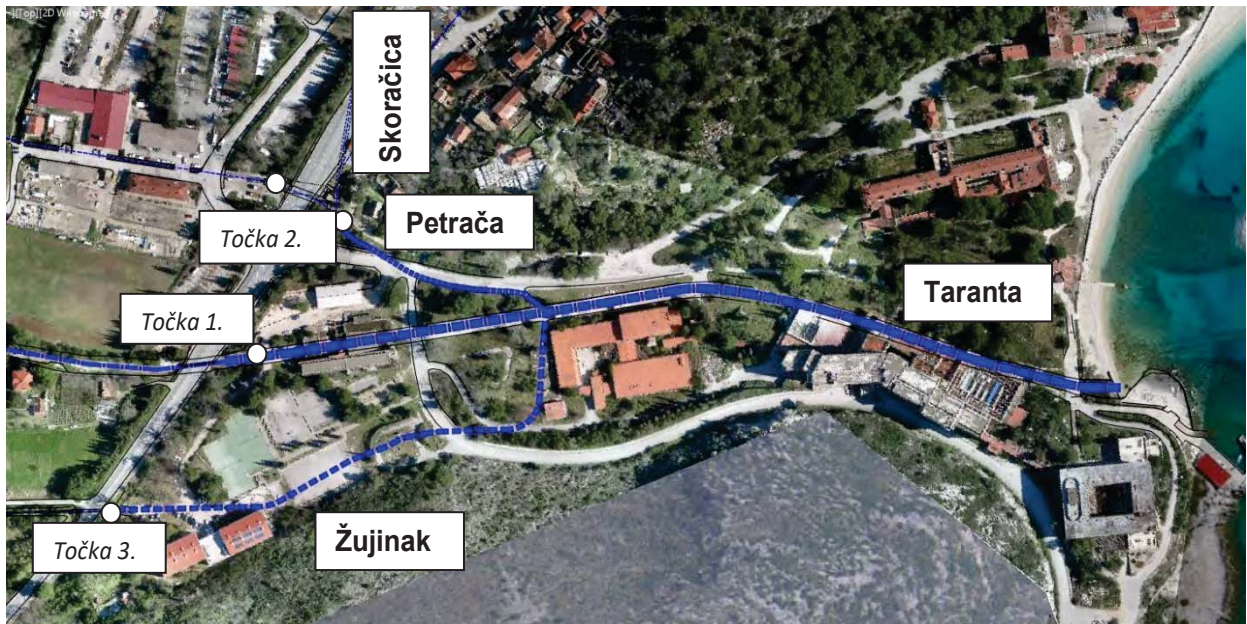 Skoračica
Petrača
Točka 2.
Taranta
Točka 1.
Žujinak
Točka 3.